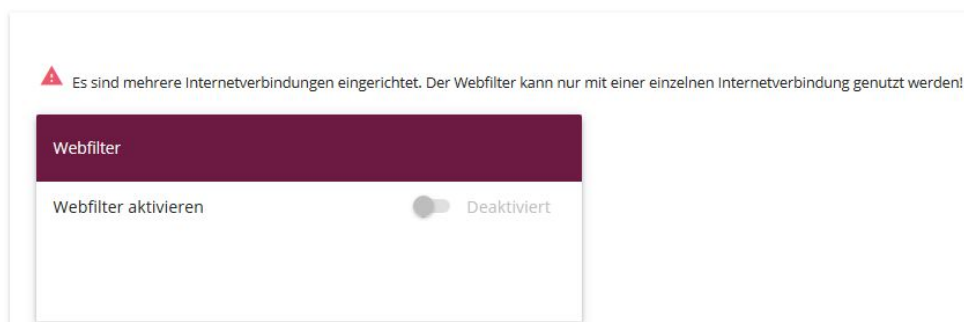 Es sind mehrere Internetverbindungen eingerichtet. Der Webfilter kann nur mit einer einzelnen Internetverbindung genutzt werden!
Webfilter
Webfilter aktivieren Deaktiviert